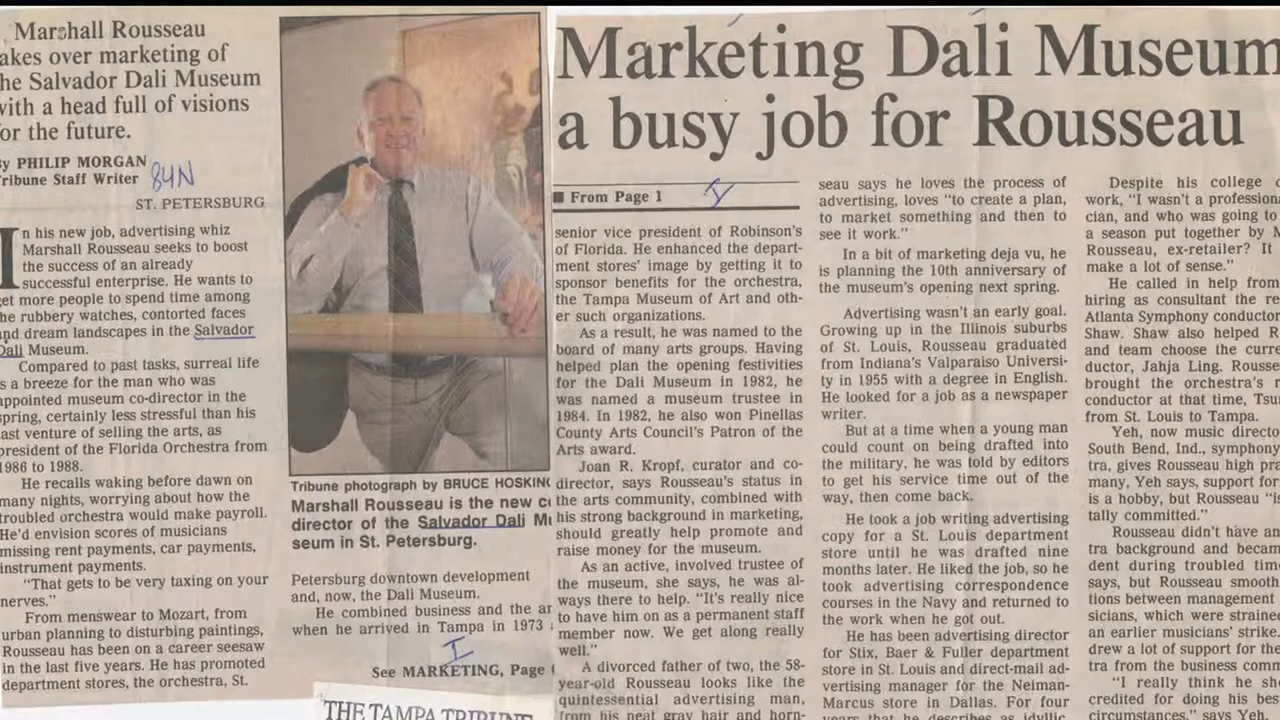 Marshall Rousseau
akes over marketing of
he Salvador Dali Museum
with a head full of visions
or the future.
By PHILIP MORGAN
Tribune Staff Writer
84N
ST. PETERSBURG
In his new job, advertising whiz
Marshall Rousseau seeks to boost
the success of an already
successful enterprise. He wants to
get more people to spend time among
he rubbery watches, contorted faces
and dream landscapes in the Salvador
Dali Museum.
Compared to past tasks, surreal life
s a breeze for the man who was
appointed museum co-director in the
spring, certainly less stressful than his
ast venture of selling the arts, as
president of the Florida Orchestra from
1986 to 1988.
He recalls waking before dawn on
many nights, worrying about how the
troubled orchestra would make payroll.
He'd envision scores of musicians
missing rent payments, car payments,
instrument payments.
"That gets to be very taxing on your
nerves."
From menswear to Mozart, from
urban planning to disturbing paintings,
Rousseau has been on a career seesaw
in the last five years. He has promoted
department stores, the orchestra, St.
Tribune photograph by BRUCE HOSKING
Marshall Rousseau is the new co
director of the Salvador Dali Mu
seum in St. Petersburg.
Petersburg downtown development
and, now, the Dali Museum.
He combined business and the ar
when he arrived in Tampa in 1973
I
See MARKETING, Page
THE TAMPA TRIBUNE
Marketing Dali Museum
a busy job for Rousseau
■ From Page 1
senior vice president of Robinson's
of Florida. He enhanced the depart-
ment stores' image by getting it to
sponsor benefits for the orchestra,
the Tampa Museum of Art and oth-
er such organizations.
As a result, he was named to the
board of many arts groups. Having
helped plan the opening festivities
for the Dali Museum in 1982, he
was named a museum trustee in
1984. In 1982, he also won Pinellas
County Arts Council's Patron of the
Arts award.
Joan R. Kropf, curator and co-
director, says Rousseau's status in
the arts community, combined with
his strong background in marketing,
should greatly help promote and
raise money for the museum.
As an active, involved trustee of
the museum, she says, he was al-
ways there to help. "It's really nice
to have him on as a permanent staff
member now. We get along really
well."
A divorced father of two, the 58-
year-old Rousseau looks like the
quintessential advertising man,
from his neat gray hair and horn-
seau says he loves the process of
advertising, loves "to create a plan,
to market something and then to
see it work."
In a bit of marketing deja vu, he
is planning the 10th anniversary of
the museum's opening next spring.
Advertising wasn't an early goal.
Growing up in the Illinois suburbs
of St. Louis, Rousseau graduated
from Indiana's Valparaiso Universi-
ty in 1955 with a degree in English.
He looked for a job as a newspaper
writer.
But at a time when a young man
could count on being drafted into
the military, he was told by editors
to get his service time out of the
way, then come back.
He took a job writing advertising
copy for a St. Louis department
store until he was drafted nine
months later. He liked the job, so he
took advertising correspondence
courses in the Navy and returned to
the work when he got out.
He has been advertising director
for Stix, Baer & Fuller department
store in St. Louis and direct-mail ad-
vertising manager for the Neiman-
Marcus store in Dallas. For four
years that he describes as idyllic,
Despite his college
work, "I wasn't a profession
cian, and who was going to
a season put together by M
Rousseau, ex-retailer? It
make a lot of sense."
He called in help from
hiring as consultant the re
Atlanta Symphony conductor
Shaw. Shaw also helped R
and team choose the curre
ductor, Jahja Ling. Rousse
brought the orchestra's r
conductor at that time, Tsu
from St. Louis to Tampa.
Yeh, now music directo
South Bend, Ind., symphony
tra, gives Rousseau high pra
many, Yeh says, support for
is a hobby, but Rousseau "i
tally committed."
Rousseau didn't have an
tra background and becam
dent during troubled time
says, but Rousseau smooth
tions between management
sicians, which were strained
an earlier musicians' strike.
drew a lot of support for the
tra from the business comm
"I really think he sh
credited for doing his bes
circumstances," says Yeh